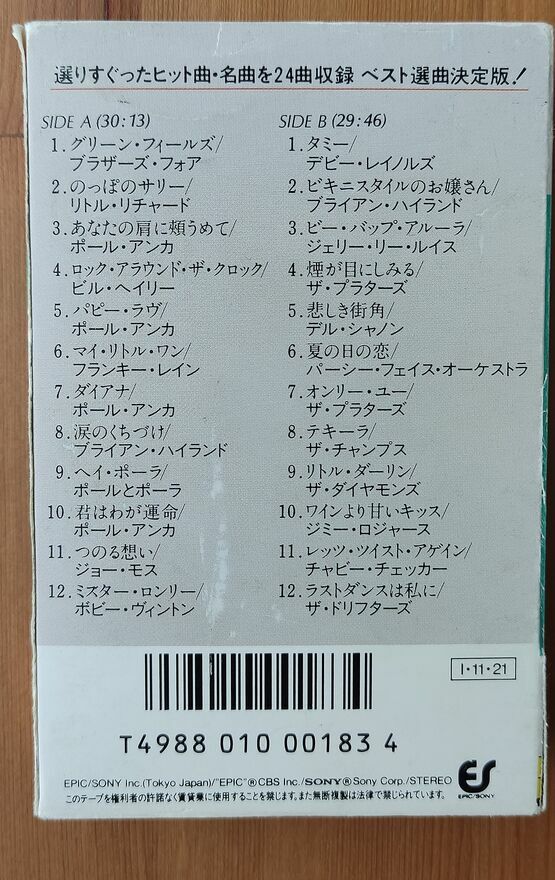 選りすぐったヒット曲・名曲を24曲収録 ベスト選曲決定版!
SIDE A (30:13)
1. グリーン・フィールズ/
ブラザーズ・フォア
2. のっぽのサリー/
リトル・リチャード
3. あなたの肩に頬うめて/
ポール・アンカ
4. ロック・アラウンド・ザ・クロック/
ビル・ヘイリー
5. パピー・ラヴ/
ポール・アンカ
6. マイ・リトル・ワン/
フランキー・レイン
7. ダイアナ/
ポール・アンカ
8. 涙のくちづけ/
ブライアン・ハイランド
9. ヘイ・ポーラ/
ポールとポーラ
10. 君はわが運命/
ポール・アンカ
11. つのる想い/
ジョー・モス
12. ミスター・ロンリー/
ボビー・ヴィントン
SIDE B (29:46)
1. タミー/
デビー・レイノルズ
2. ビキニスタイルのお嬢さん/
ブライアン・ハイランド
3. ビー・バップ・アルーラ/
ジェリー・リー・ルイス
4. 煙が目にしみる/
ザ・プラターズ
5. 悲しき街角/
デル・シャノン
6. 夏の日の恋/
パーシー・フェイス・オーケストラ
7. オンリー・ユー/
ザ・プラターズ
8. テキーラ/
ザ・チャンプス
9. リトル・ダーリン/
ザ・ダイヤモンズ
10. ワインより甘いキッス/
ジミー・ロジャース
11. レッツ・ツイスト・アゲイン/
チャビー・チェッカー
12. ラストダンスは私に/
ザ・ドリフターズ
I・11・21
T4988 010 00183 4
EPIC/SONY Inc.(Tokyo Japan)/"EPIC"® CBS Inc./SONY® Sony Corp./STEREO
このテープを権利者の許諾なく賃貸業に使用することを禁じます。また無断複製は法律で禁じられています。
ES
EPIC/SONY